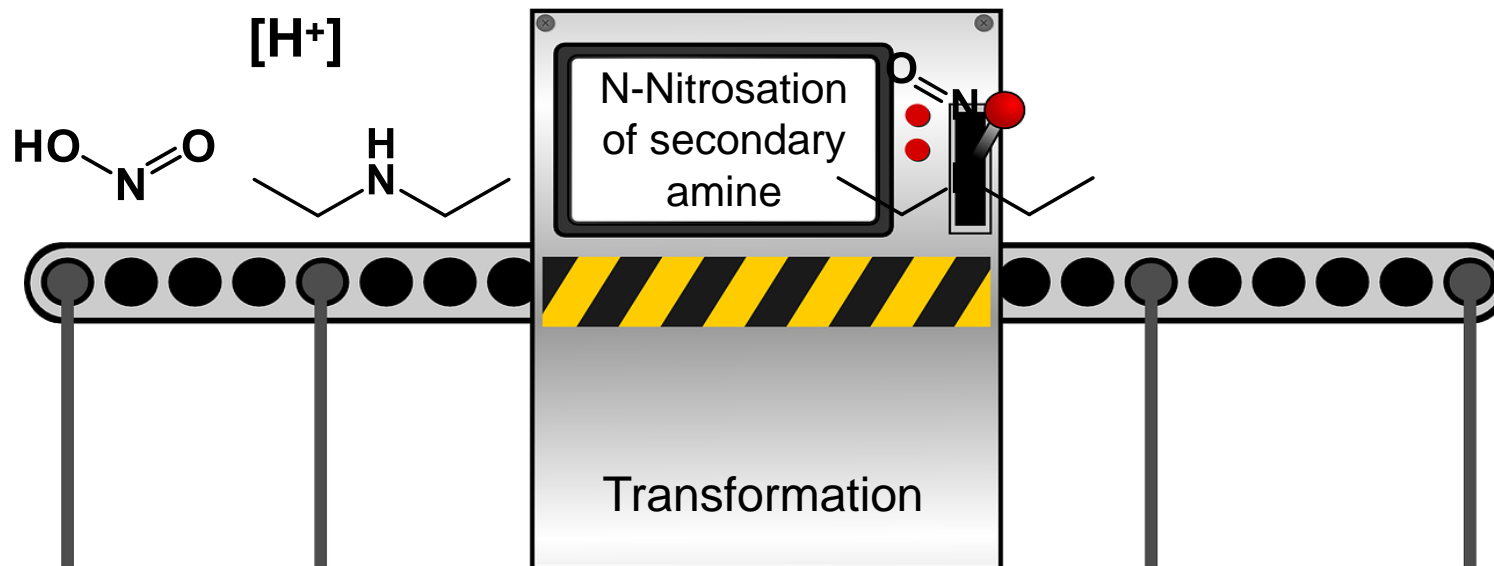 [H+]
HO N O
H
N
N-Nitrosation
of secondary
amine
O
N
Transformation